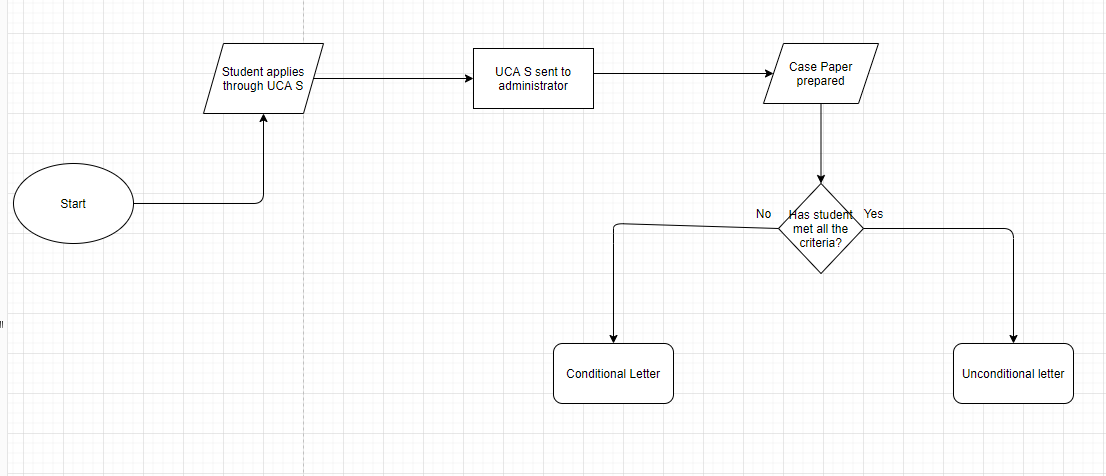 Student applies
through UCA S
UCA S sent to
administrator
Case Paper
prepared
Start
No
Has student
met all the
criteria?
Yes
Conditional Letter
Unconditional letter